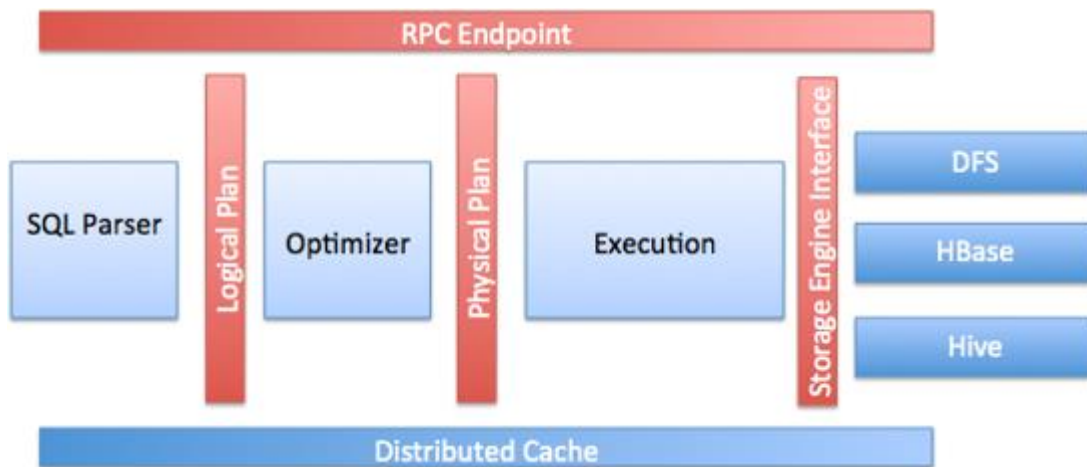 RPC Endpoint
SQL Parser
Logical Plan
Optimizer
Physical Plan
Execution
Storage Engine Interface
DFS
HBase
Hive
Distributed Cache